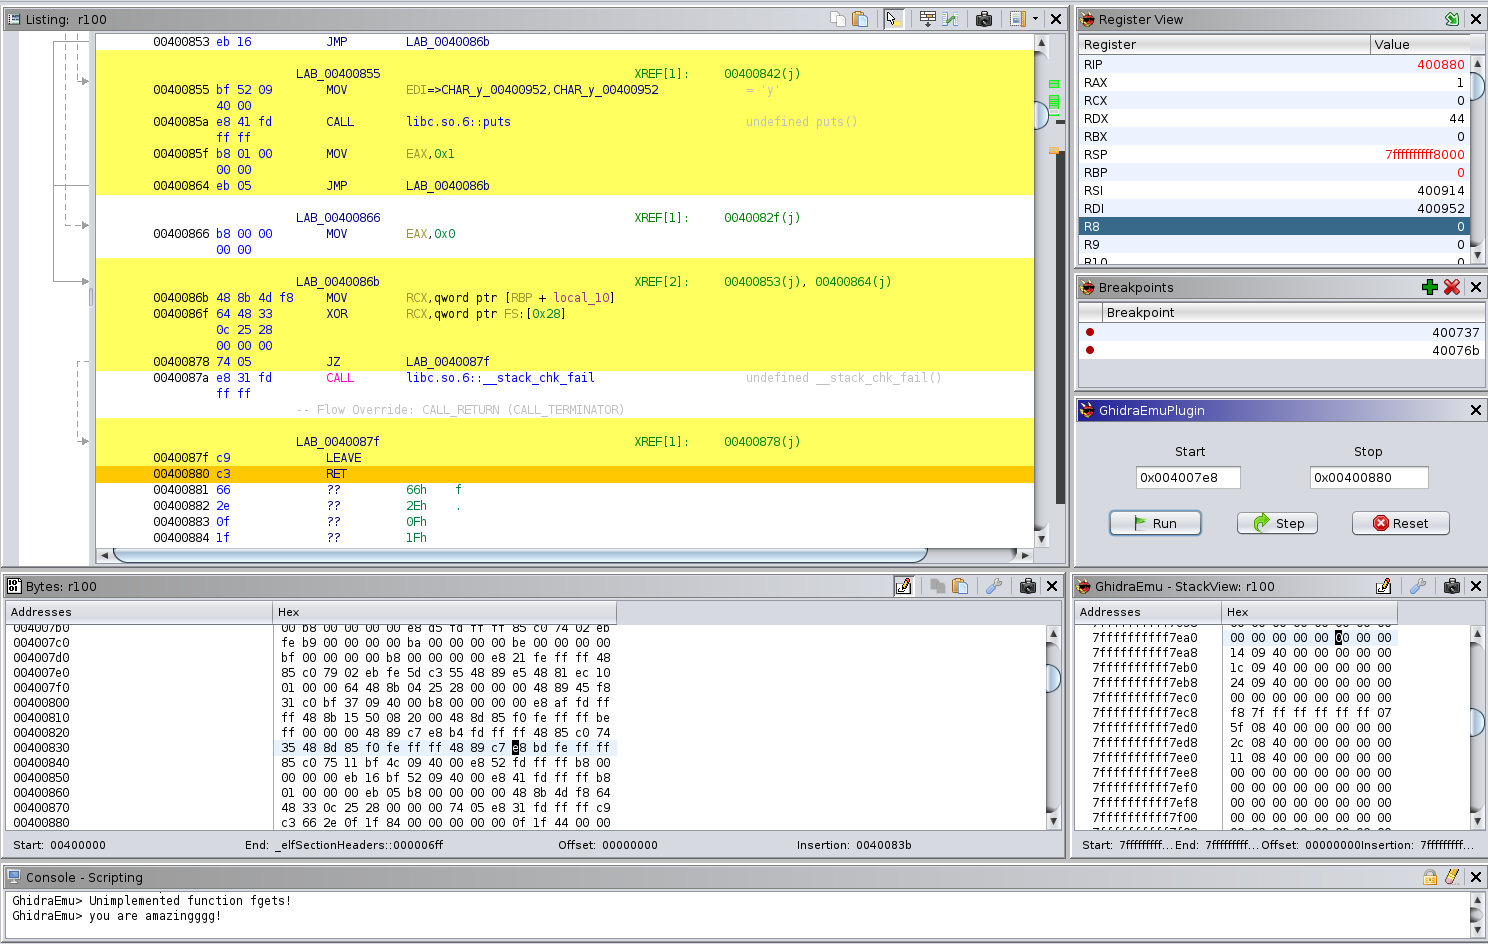 Listing: r100
00400853 eb 16 JMP LAB_0040086b
LAB_00400855 XREF[1]: 00400842(j)
00400855 bf 52 09 MOV EDI=>CHAR_y_00400952,CHAR_y_00400952 = 'y'
40 00
0040085a e8 41 fd CALL libc.so.6::puts undefined puts()
ff ff
0040085f b8 01 00 MOV EAX,0x1
00 00
00400864 eb 05 JMP LAB_0040086b
LAB_00400866 XREF[1]: 0040082f(j)
00400866 b8 00 00 MOV EAX,0x0
00 00
LAB_0040086b XREF[2]: 00400853(j), 00400864(j)
0040086b 48 8b 4d f8 MOV RCX,qword ptr [RBP + local_10]
0040086f 64 48 33 XOR RCX,qword ptr FS:[0x28]
0c 25 28
00 00 00
00400878 74 05 JZ LAB_0040087f
0040087a e8 31 fd CALL libc.so.6::__stack_chk_fail undefined __stack_chk_fail()
ff ff
-- Flow Override: CALL_RETURN (CALL_TERMINATOR)
LAB_0040087f XREF[1]: 00400878(j)
0040087f c9 LEAVE
00400880 c3 RET
00400881 66 ?? 66h f
00400882 2e ?? 2Eh .
00400883 0f ?? 0Fh
00400884 1f ?? 1Fh
Register View
Register Value
RIP 400880
RAX 1
RCX 0
RDX 44
RBX 0
RSP 7ffffffffff8000
RBP 0
RSI 400914
RDI 400952
R8 0
R9 0
R10 0
Breakpoints
Breakpoint
400737
40076b
GhidraEmuPlugin
Start Stop
0x004007e8 0x00400880
Run Step Reset
Bytes: r100
Addresses Hex
004007b0 00 b8 00 00 00 00 e8 d5 fd ff ff 85 c0 74 02 eb
004007c0 fe b9 00 00 00 00 ba 00 00 00 00 be 00 00 00 00
004007d0 bf 00 00 00 00 b8 00 00 00 00 e8 21 fe ff ff 48
004007e0 85 c0 79 02 eb fe 5d c3 55 48 89 e5 48 81 ec 10
004007f0 01 00 00 64 48 8b 04 25 28 00 00 00 48 89 45 f8
00400800 31 c0 bf 37 09 40 00 b8 00 00 00 00 e8 af fd ff
00400810 ff 48 8b 15 50 08 20 00 48 8d 85 f0 fe ff ff be
00400820 ff 00 00 00 48 89 c7 e8 b4 fd ff ff 48 85 c0 74
00400830 35 48 8d 85 f0 fe ff ff 48 89 c7 e8 bd fe ff ff
00400840 85 c0 75 11 bf 4c 09 40 00 e8 52 fd ff ff b8 00
00400850 00 00 00 eb 16 bf 52 09 40 00 e8 41 fd ff ff b8
00400860 01 00 00 00 eb 05 b8 00 00 00 00 48 8b 4d f8 64
00400870 48 33 0c 25 28 00 00 00 74 05 e8 31 fd ff ff c9
00400880 c3 66 2e 0f 1f 84 00 00 00 00 00 0f 1f 44 00 00
Start: 00400000 End: _elfSectionHeaders::000006ff Offset: 00000000 Insertion: 0040083b
GhidraEmu - StackView: r100
Addresses Hex
7ffffffffff7ea0 00 00 00 00 00 00 00 00
7ffffffffff7ea8 14 09 40 00 00 00 00 00
7ffffffffff7eb0 1c 09 40 00 00 00 00 00
7ffffffffff7eb8 24 09 40 00 00 00 00 00
7ffffffffff7ec0 00 00 00 00 00 00 00 00
7ffffffffff7ec8 f8 7f ff ff ff ff ff 07
7ffffffffff7ed0 5f 08 40 00 00 00 00 00
7ffffffffff7ed8 2c 08 40 00 00 00 00 00
7ffffffffff7ee0 11 08 40 00 00 00 00 00
7ffffffffff7ee8 00 00 00 00 00 00 00 00
7ffffffffff7ef0 00 00 00 00 00 00 00 00
7ffffffffff7ef8 00 00 00 00 00 00 00 00
7ffffffffff7f00 00 00 00 00 00 00 00 00
Start: 7fffffffff... End: 7fffffffff... Offset: 00000000Insertion: 7fffffffff...
Console - Scripting
GhidraEmu> Unimplemented function fgets!
GhidraEmu> you are amazingggg!